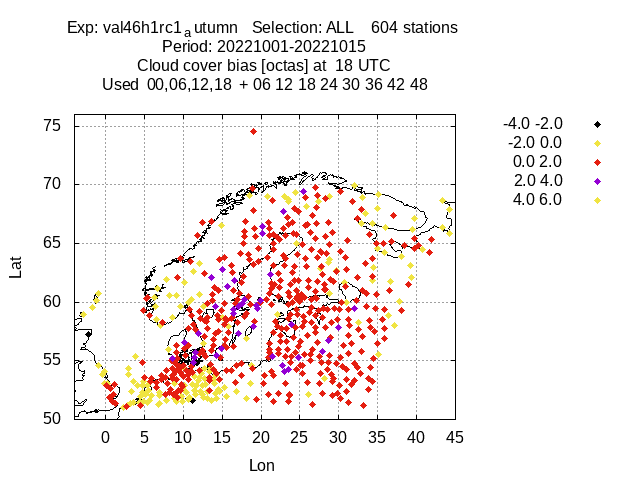 Exp: val46h1rc1autumn Selection: ALL 604 stations
Period: 20221001-20221015
Cloud cover bias [octas] at 18 UTC
Used 00,06,12,18 + 06 12 18 24 30 36 42 48
-4.0 -2.0
-2.0 0.0
0.0 2.0
2.0 4.0
4.0 6.0
Lat
75
70
65
60
55
50
0 5 10 15 20 25 30 35 40 45
Lon